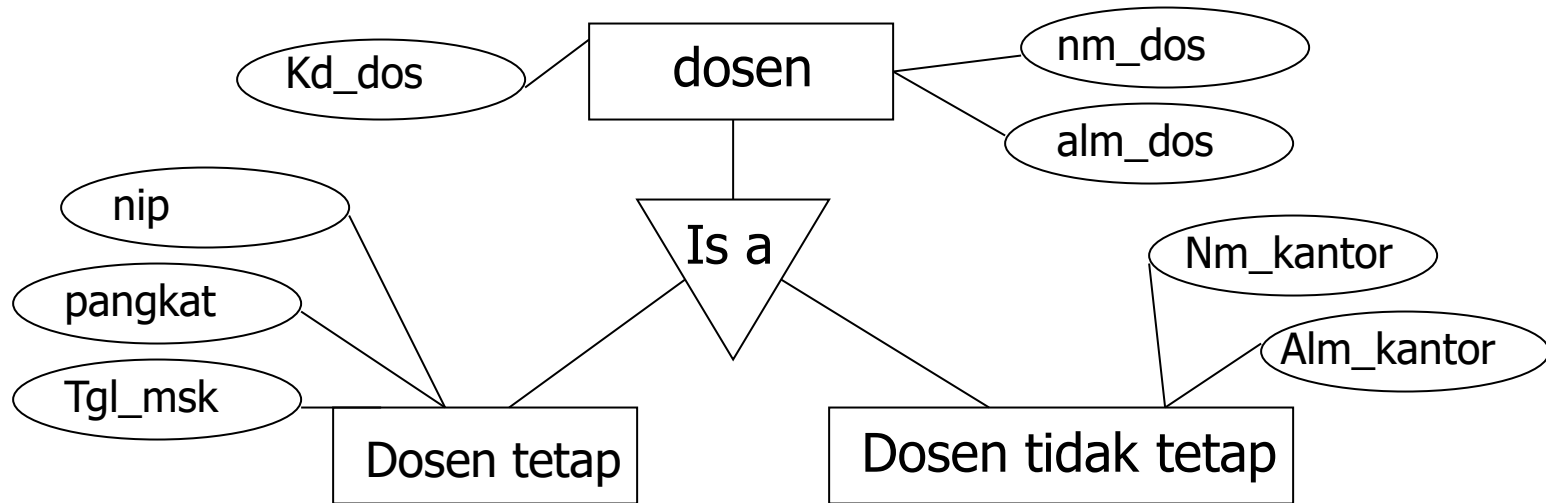 dosen
Kd_dos
nm_dos
alm_dos
nip
Is a
Nm_kantor
pangkat
Alm_kantor
Tgl_msk
Dosen tetap
Dosen tidak tetap